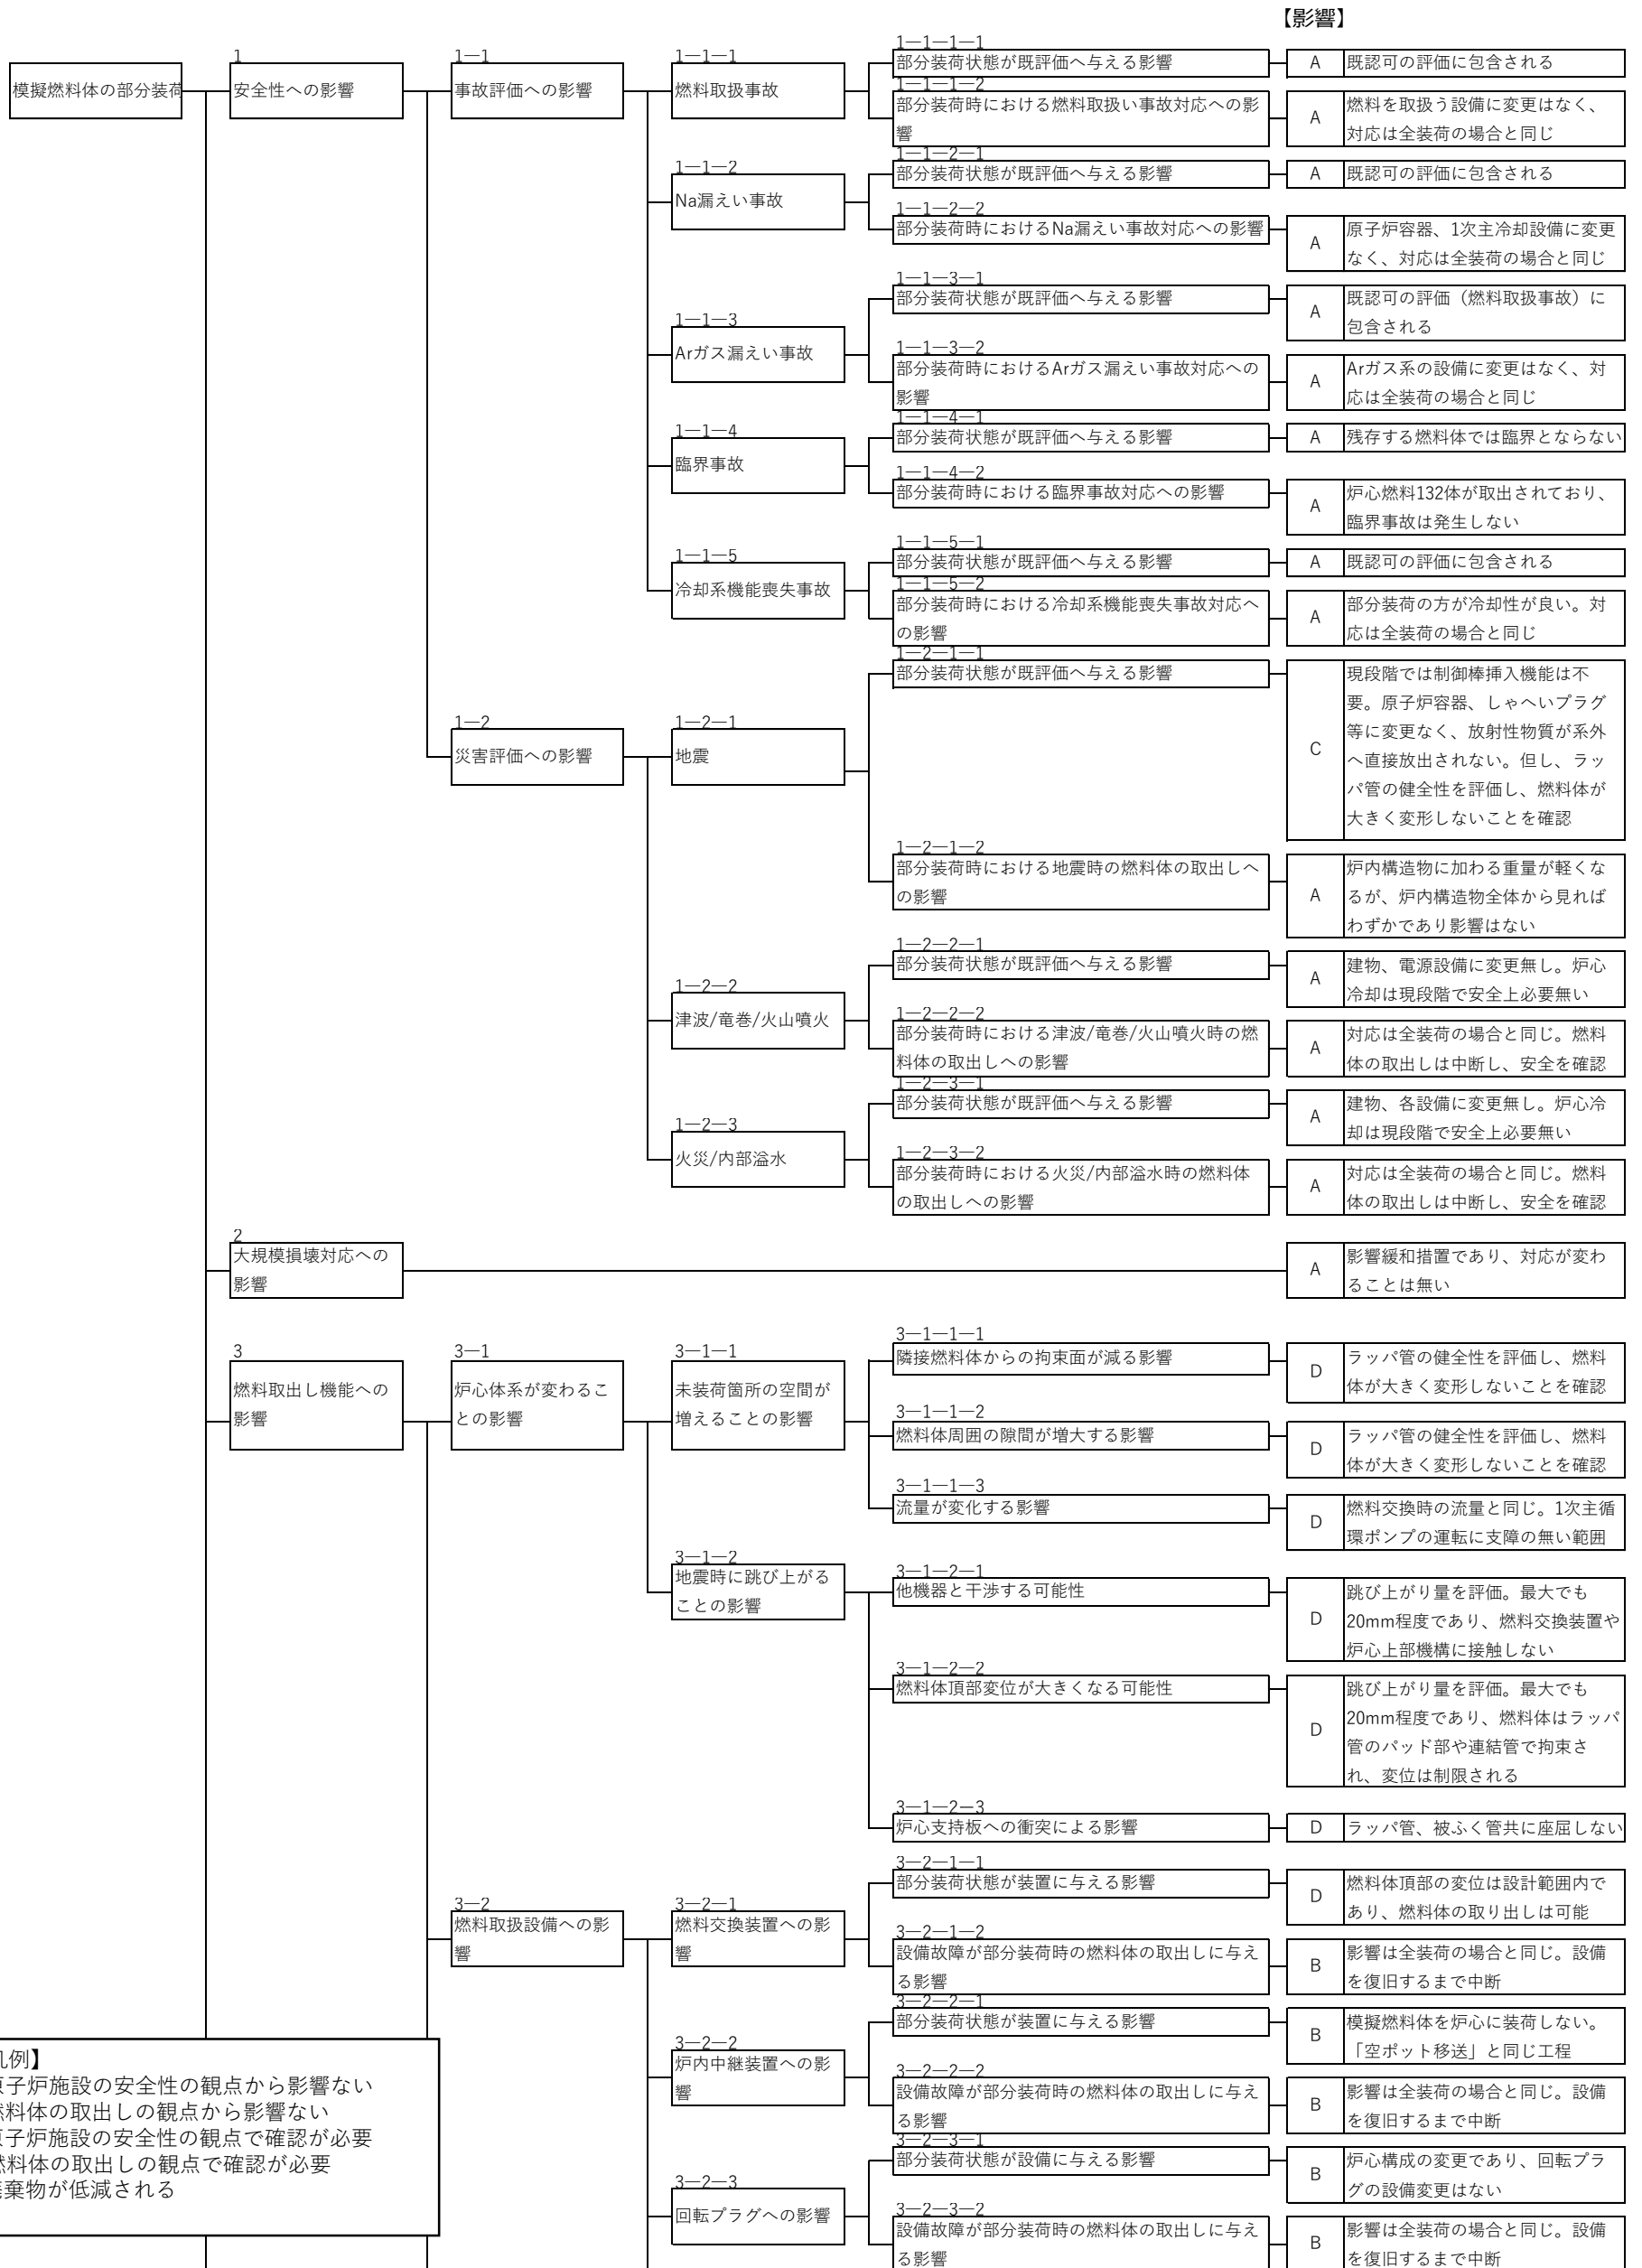 【影響】
模擬燃料体の部分装荷
1
安全性への影響
1―1
事故評価への影響
1―1―1
燃料取扱事故
1―1―1―1
部分装荷状態が既評価へ与える影響
A
既認可の評価に包含される
1―1―1―2
部分装荷時における燃料取扱い事故対応への影
響
A
燃料を取扱う設備に変更はなく、
対応は全装荷の場合と同じ
1―1―2
Na漏えい事故
1―1―2―1
部分装荷状態が既評価へ与える影響
A
既認可の評価に包含される
1―1―2―2
部分装荷時におけるNa漏えい事故対応への影響
A
原子炉容器、1次主冷却設備に変更
なく、対応は全装荷の場合と同じ
1―1―3
Arガス漏えい事故
1―1―3―1
部分装荷状態が既評価へ与える影響
A
既認可の評価（燃料取扱事故）に
包含される
1―1―3―2
部分装荷時におけるArガス漏えい事故対応への
影響
A
Arガス系の設備に変更はなく、対
応は全装荷の場合と同じ
1―1―4
臨界事故
1―1―4―1
部分装荷状態が既評価へ与える影響
A
残存する燃料体では臨界とならない
1―1―4―2
部分装荷時における臨界事故対応への影響
A
炉心燃料132体が取出されており、
臨界事故は発生しない
1―1―5
冷却系機能喪失事故
1―1―5―1
部分装荷状態が既評価へ与える影響
A
既認可の評価に包含される
1―1―5―2
部分装荷時における冷却系機能喪失事故対応へ
の影響
A
部分装荷の方が冷却性が良い。対
応は全装荷の場合と同じ
1―2
災害評価への影響
1―2―1
地震
1―2―1―1
部分装荷状態が既評価へ与える影響
C
現段階では制御棒挿入機能は不
要。原子炉容器、しゃへいプラグ
等に変更なく、放射性物質が系外
へ直接放出されない。但し、ラッ
パ管の健全性を評価し、燃料体が
大きく変形しないことを確認
1―2―1―2
部分装荷時における地震時の燃料体の取出しへ
の影響
A
炉内構造物に加わる重量が軽くな
るが、炉内構造物全体から見れば
わずかであり影響はない
1―2―2
津波/竜巻/火山噴火
1―2―2―1
部分装荷状態が既評価へ与える影響
A
建物、電源設備に変更無し。炉心
冷却は現段階で安全上必要無い
1―2―2―2
部分装荷時における津波/竜巻/火山噴火時の燃
料体の取出しへの影響
A
対応は全装荷の場合と同じ。燃料
体の取出しは中断し、安全を確認
1―2―3
火災/内部溢水
1―2―3―1
部分装荷状態が既評価へ与える影響
A
建物、各設備に変更無し。炉心冷
却は現段階で安全上必要無い
1―2―3―2
部分装荷時における火災/内部溢水時の燃料体
の取出しへの影響
A
対応は全装荷の場合と同じ。燃料
体の取出しは中断し、安全を確認
2
大規模損壊対応への
影響
A
影響緩和措置であり、対応が変わ
ることは無い
3
燃料取出し機能への
影響
3―1
炉心体系が変わるこ
との影響
3―1―1
未装荷箇所の空間が
増えることの影響
3―1―1―1
隣接燃料体からの拘束面が減る影響
D
ラッパ管の健全性を評価し、燃料
体が大きく変形しないことを確認
3―1―1―2
燃料体周囲の隙間が増大する影響
D
ラッパ管の健全性を評価し、燃料
体が大きく変形しないことを確認
3―1―1―3
流量が変化する影響
D
燃料交換時の流量と同じ。1次主循
環ポンプの運転に支障の無い範囲
3―1―2
地震時に跳び上がる
ことの影響
3―1―2―1
他機器と干渉する可能性
D
跳び上がり量を評価。最大でも
20mm程度であり、燃料交換装置や
炉心上部機構に接触しない
3―1―2―2
燃料体頂部変位が大きくなる可能性
D
跳び上がり量を評価。最大でも
20mm程度であり、燃料体はラッパ
管のパッド部や連結管で拘束さ
れ、変位は制限される
3―1―2―3
炉心支持板への衝突による影響
D
ラッパ管、被ふく管共に座屈しない
3―2
燃料取扱設備への影
響
3―2―1
燃料交換装置への影
響
3―2―1―1
部分装荷状態が装置に与える影響
D
燃料体頂部の変位は設計範囲内で
あり、燃料体の取り出しは可能
3―2―1―2
設備故障が部分装荷時の燃料体の取出しに与え
る影響
B
影響は全装荷の場合と同じ。設備
を復旧するまで中断
3―2―2
炉内中継装置への影
響
3―2―2―1
部分装荷状態が装置に与える影響
B
模擬燃料体を炉心に装荷しない。
「空ポット移送」と同じ工程
3―2―2―2
設備故障が部分装荷時の燃料体の取出しに与え
る影響
B
影響は全装荷の場合と同じ。設備
を復旧するまで中断
3―2―3
回転プラグへの影響
3―2―3―1
部分装荷状態が設備に与える影響
B
炉心構成の変更であり、回転プラ
グの設備変更はない
3―2―3―2
設備故障が部分装荷時の燃料体の取出しに与え
る影響
B
影響は全装荷の場合と同じ。設備
を復旧するまで中断
凡例】
原子炉施設の安全性の観点から影響ない
燃料体の取出しの観点から影響ない
原子炉施設の安全性の観点で確認が必要
燃料体の取出しの観点で確認が必要
廃棄物が低減される